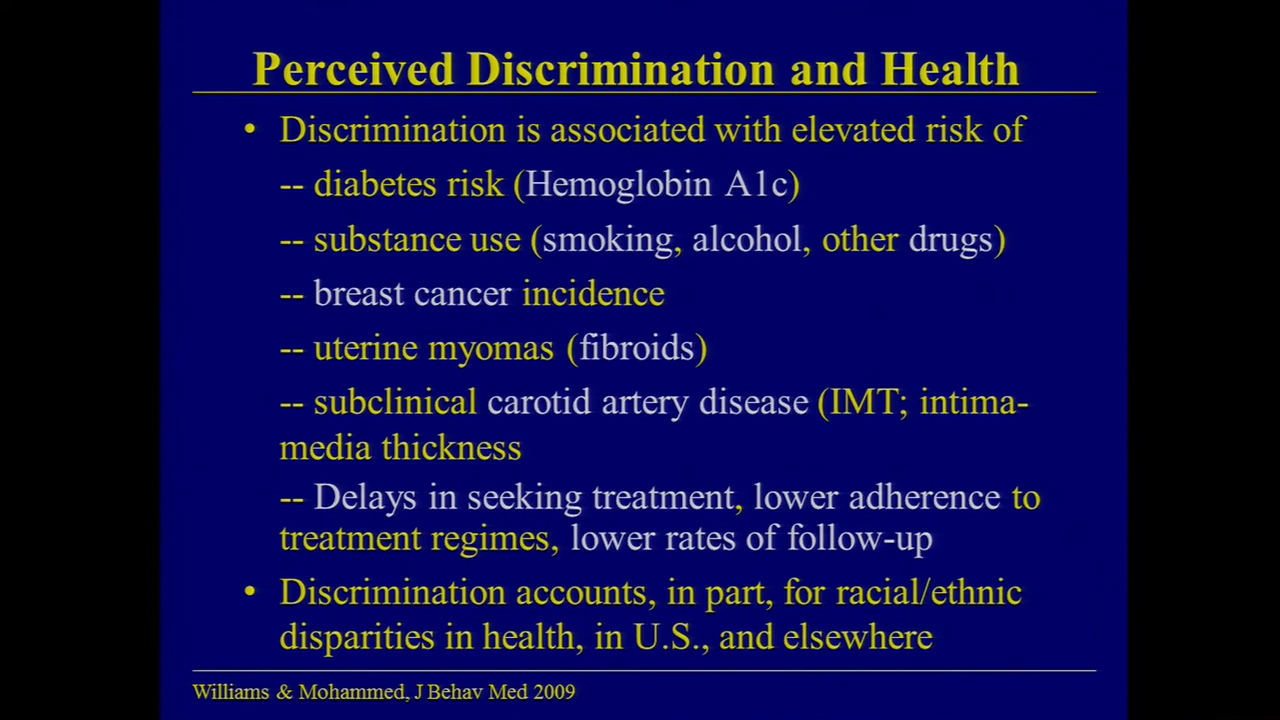 Perceived Discrimination and Health
• Discrimination is associated with elevated risk of
-- diabetes risk (Hemoglobin A1c)
-- substance use (smoking, alcohol, other drugs)
-- breast cancer incidence
-- uterine myomas (fibroids)
-- subclinical carotid artery disease (IMT; intima-
media thickness
-- Delays in seeking treatment, lower adherence to
treatment regimes, lower rates of follow-up
• Discrimination accounts, in part, for racial/ethnic
disparities in health, in U.S., and elsewhere
Williams & Mohammed, J Behav Med 2009